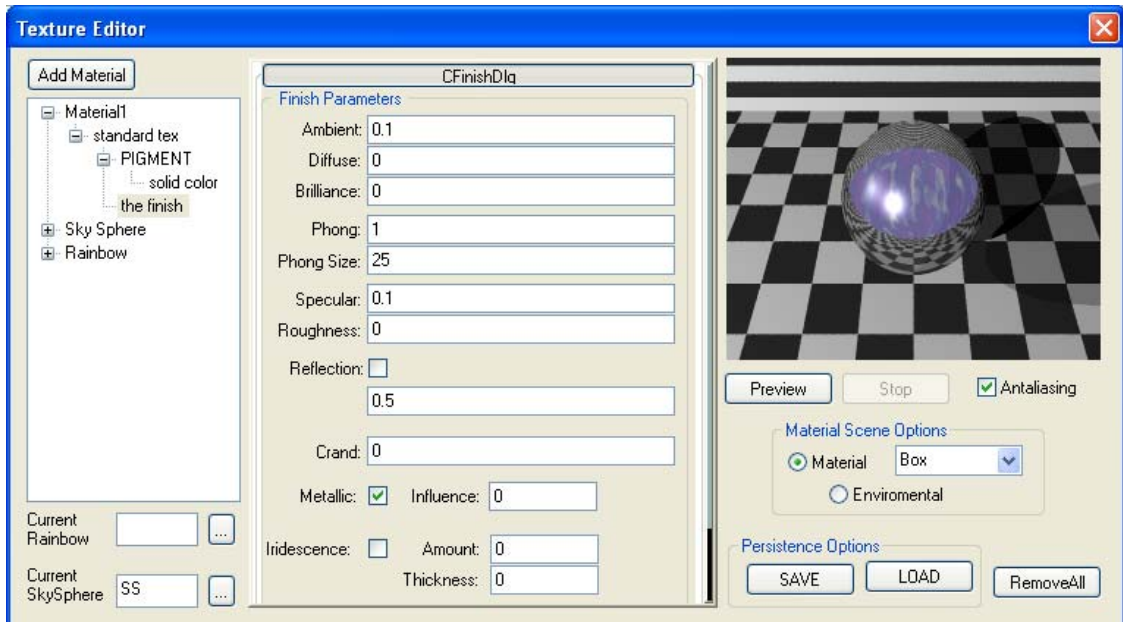 Texture Editor
Add Material
Material1
standard tex
PIGMENT
solid color
the finish
Sky Sphere
Rainbow
Current
Rainbow
...
Current
SkySphere
SS
...
CFinishDlg
Finish Parameters
Ambient: 0.1
Diffuse: 0
Brilliance: 0
Phong: 1
Phong Size: 25
Specular: 0.1
Roughness: 0
Reflection:
0.5
Crand: 0
Metallic: Influence: 0
Iridescence: Amount: 0
Thickness: 0
Preview Stop Antaliasing
Material Scene Options
Material Box
Enviromental
Persistence Options
SAVE LOAD RemoveAll